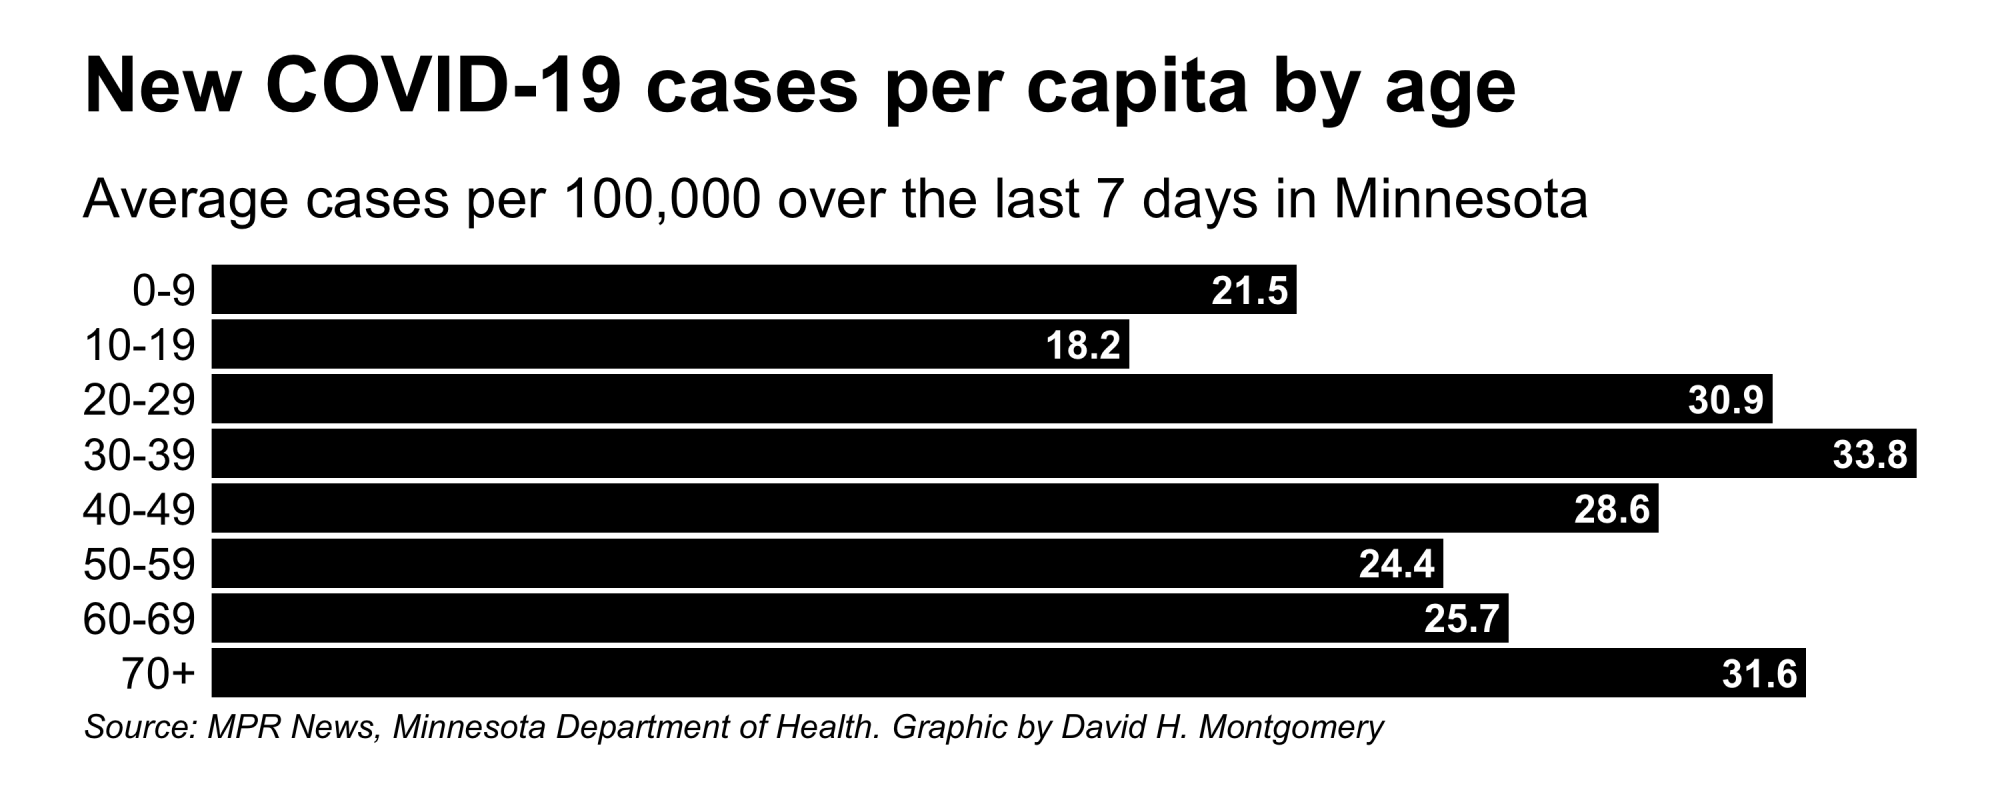 New COVID-19 cases per capita by age
Average cases per 100,000 over the last 7 days in Minnesota
0-9 21.5
10-19 18.2
20-29 30.9
30-39 33.8
40-49 28.6
50-59 24.4
60-69 25.7
70+ 31.6
Source: MPR News, Minnesota Department of Health. Graphic by David H. Montgomery